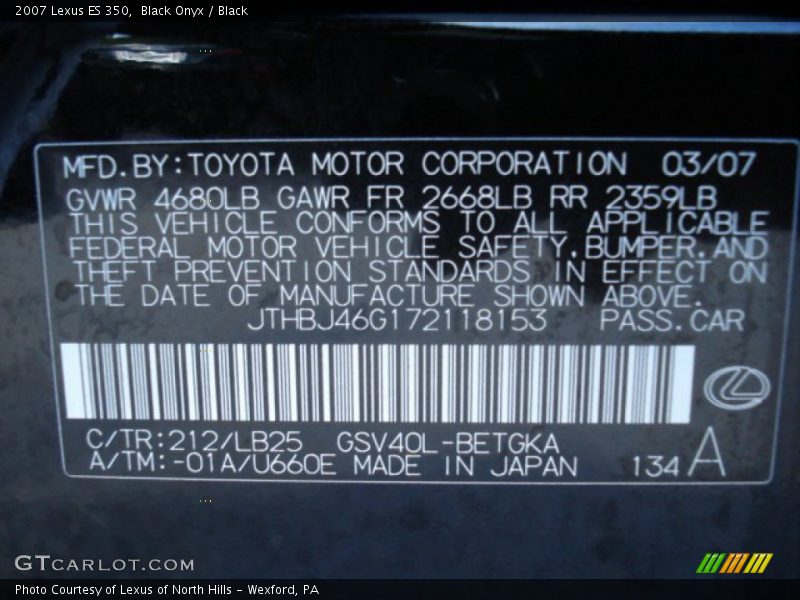 2007 Lexus ES 350,  Black Onyx / Black
MFD.BY:TOYOTA MOTOR CORPORATION   03/07
GVWR 4680LB GAWR FR 2668LB RR 2359LB
THIS VEHICLE CONFORMS TO ALL APPLICABLE
FEDERAL MOTOR VEHICLE SAFETY,BUMPER,AND
THEFT PREVENTION STANDARDS IN EFFECT ON
THE DATE OF MANUFACTURE SHOWN ABOVE.
JTHBJ46G172118153   PASS.CAR
C/TR:212/LB25   GSV40L-BETGKA
A/TM:-01A/U660E MADE IN JAPAN   134 A
GTCARLOT.COM
Photo Courtesy of Lexus of North Hills - Wexford, PA